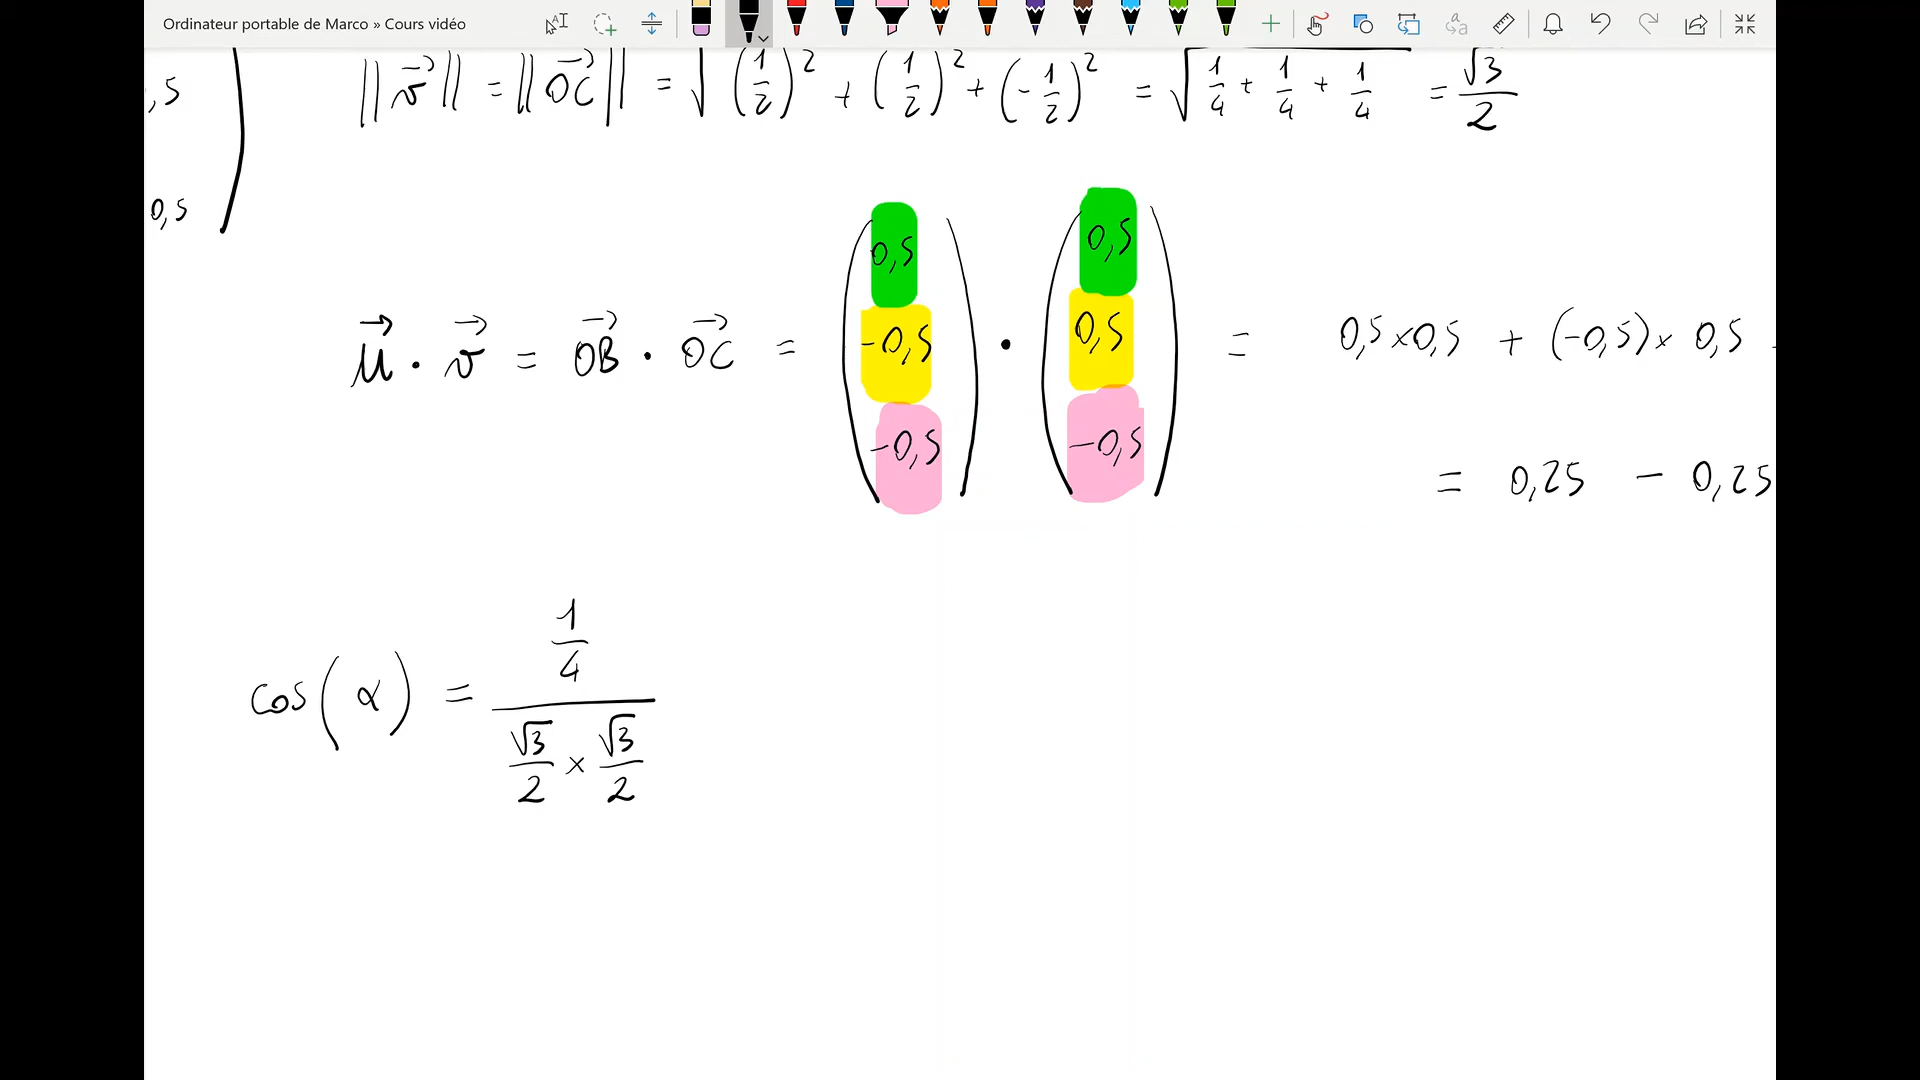 Ordinateur portable de Marco » Cours vidéo
,5
||v⃗|| = ||OC⃗|| = √((1/2)² + (1/2)² + (-1/2)²) = √(1/4 + 1/4 + 1/4) = √3/2
0,5
0,5 0,5
u⃗ · v⃗ = OB⃗ · OC⃗ = ( -0,5 ) · ( 0,5 ) = 0,5 × 0,5 + (-0,5) × 0,5
-0,5 -0,5
= 0,25 - 0,25
cos(α) = (1/4)/(√3/2 × √3/2)